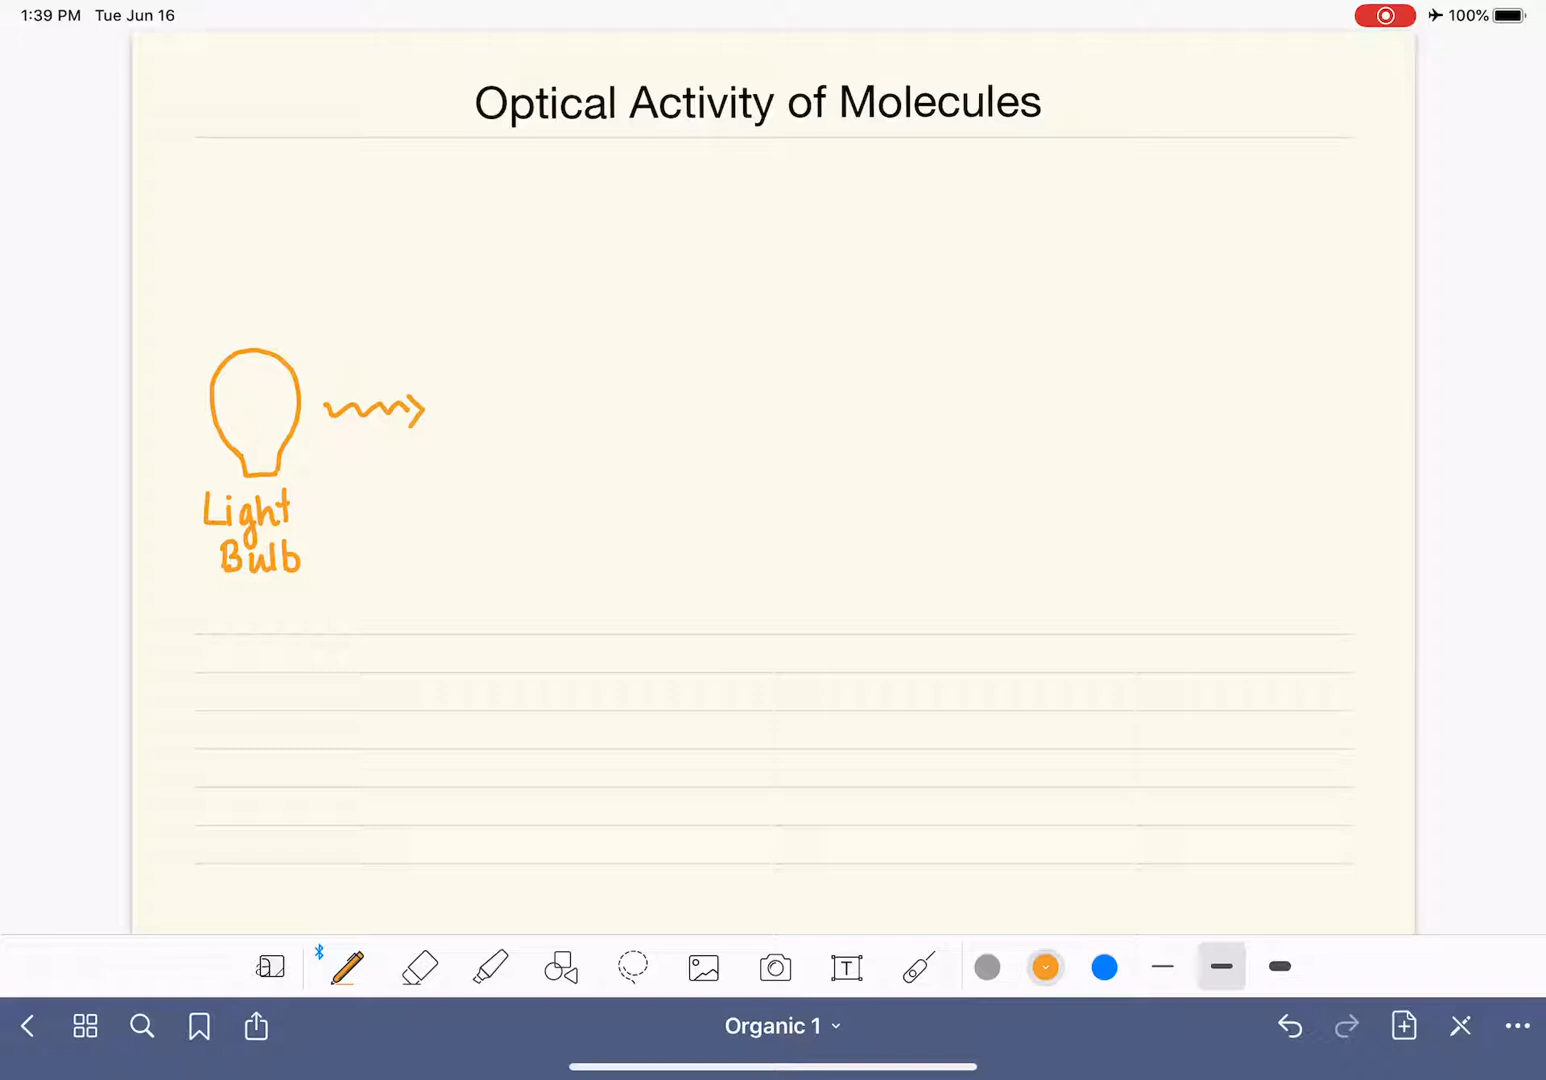 1:39 PM Tue Jun 16
100%
Optical Activity of Molecules
Light
Bulb
T
Organic 1